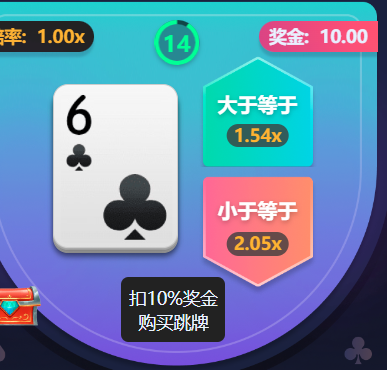 倍率: 1.00x
14
奖金: 10.00
6
大于等于
1.54x
小于等于
2.05x
扣10%奖金
购买跳牌